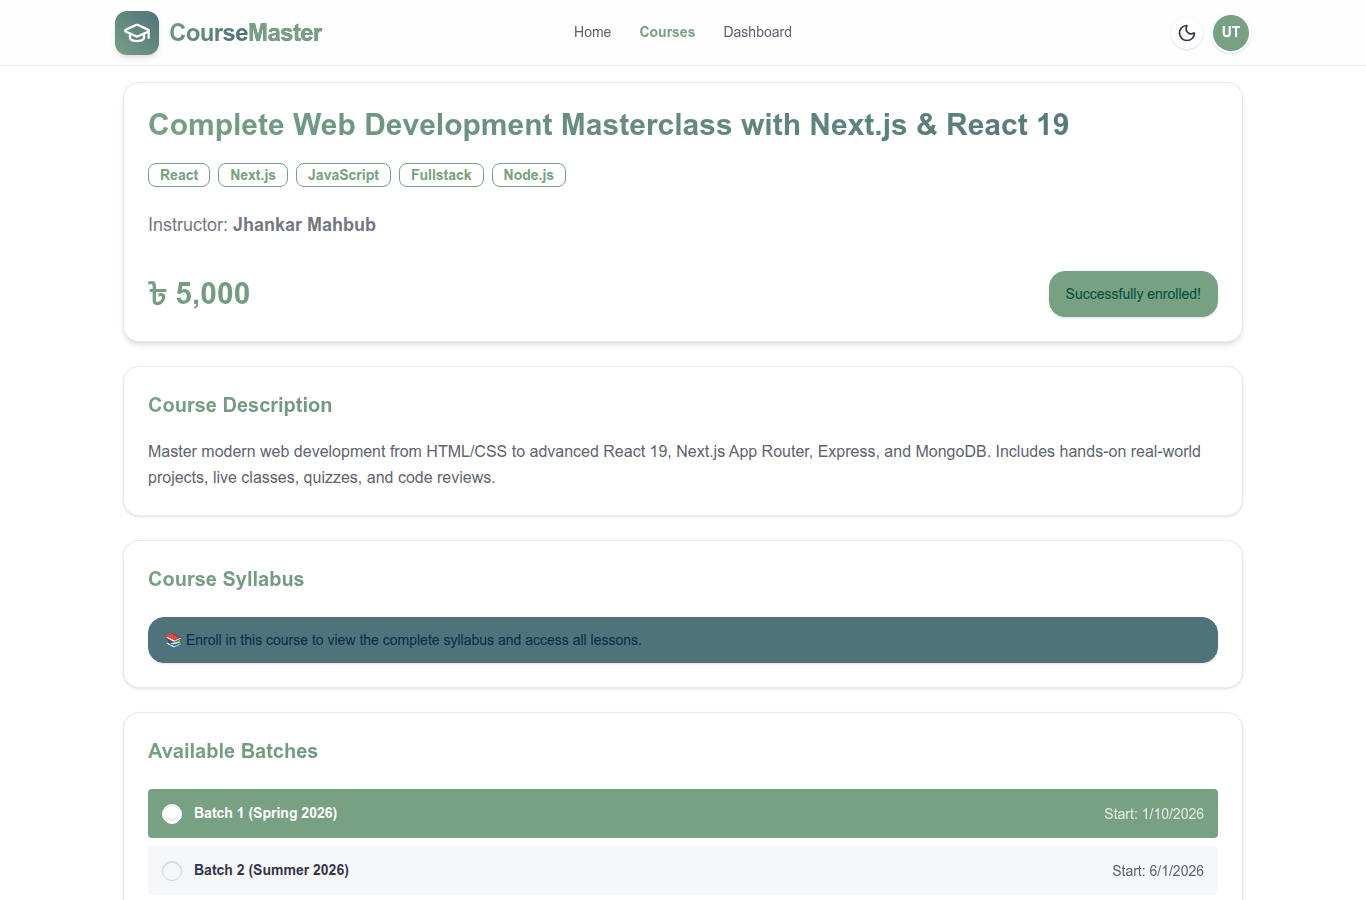 CourseMaster
Home
Courses
Dashboard
UT
Complete Web Development Masterclass with Next.js & React 19
React
Next.js
JavaScript
Fullstack
Node.js
Instructor: Jhankar Mahbub
৳ 5,000
Successfully enrolled!
Course Description
Master modern web development from HTML/CSS to advanced React 19, Next.js App Router, Express, and MongoDB. Includes hands-on real-world
projects, live classes, quizzes, and code reviews.
Course Syllabus
📚 Enroll in this course to view the complete syllabus and access all lessons.
Available Batches
Batch 1 (Spring 2026)
Start: 1/10/2026
Batch 2 (Summer 2026)
Start: 6/1/2026